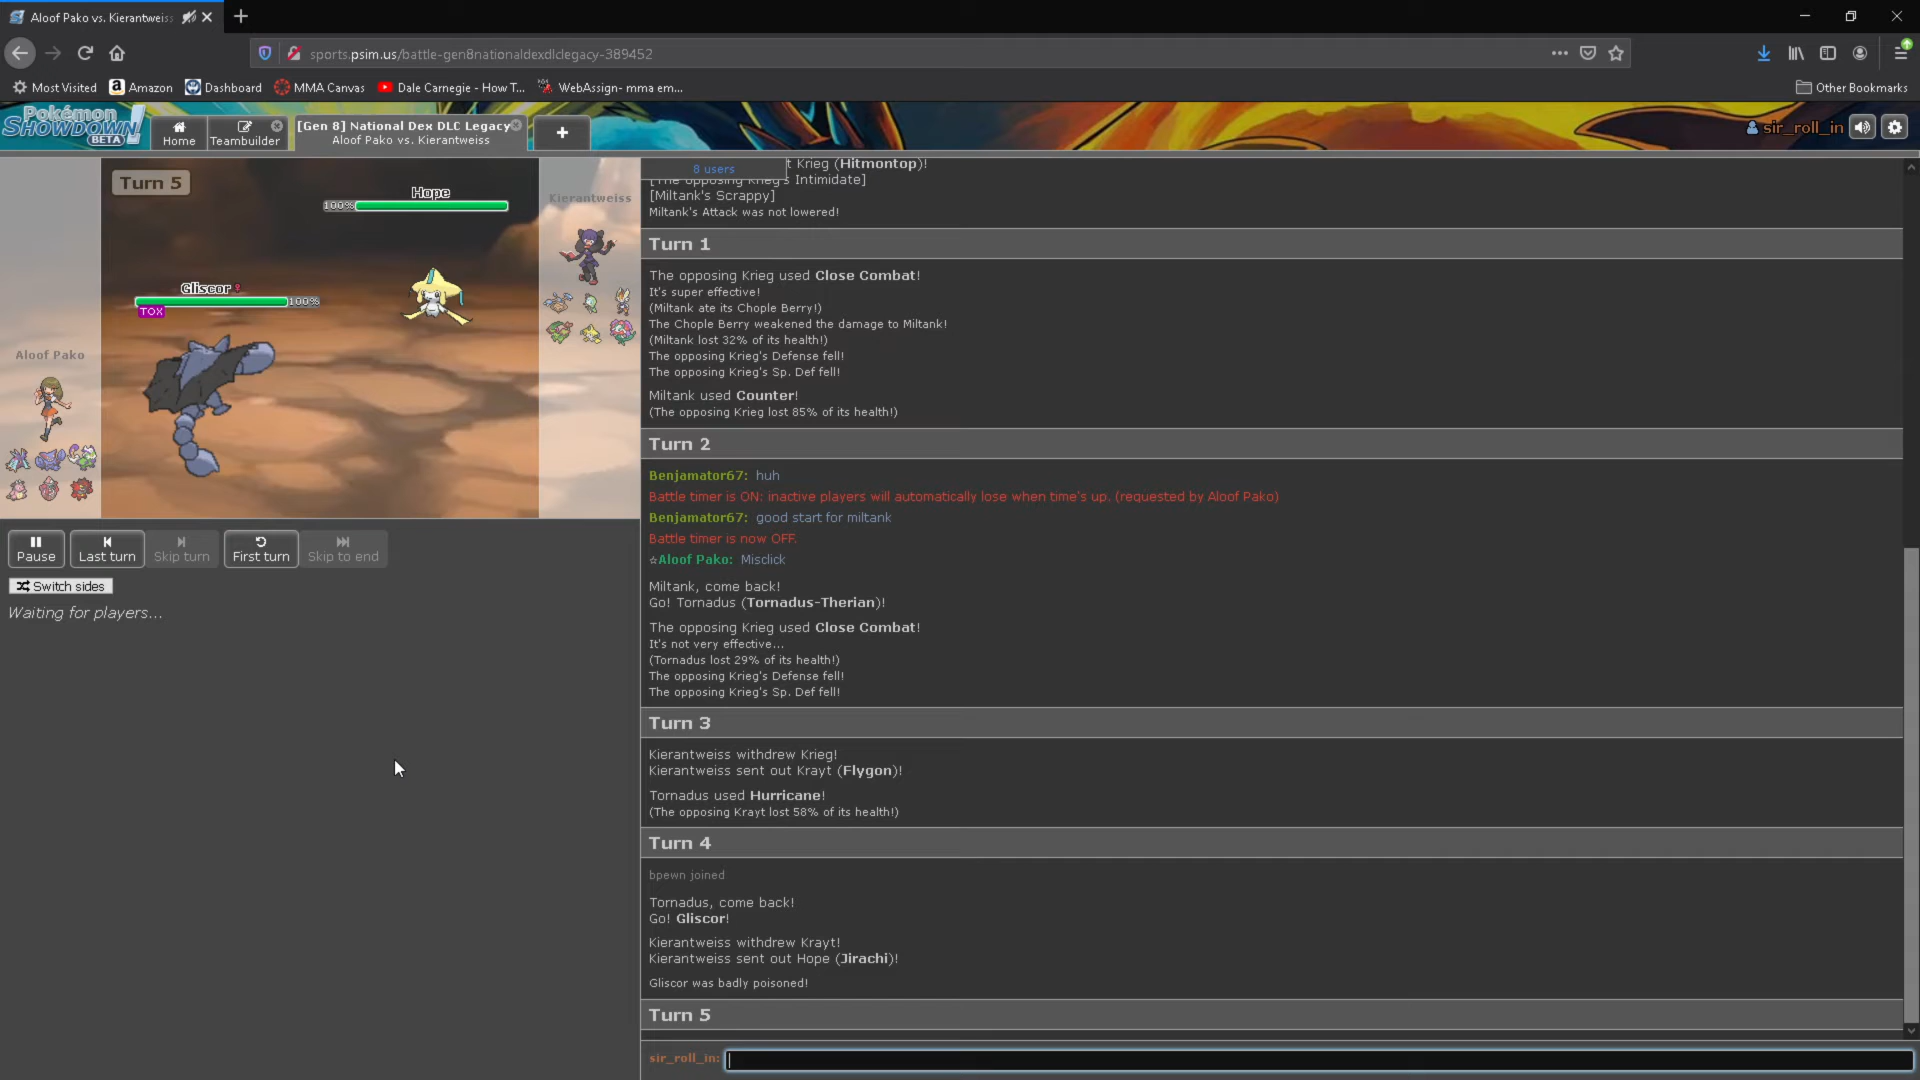 Aloof Pako vs. Kierantweiss
sports.psim.us/battle-gen8nationaldexdlclegacy-389452
Most Visited
Amazon
Dashboard
MMA Canvas
Dale Carnegie - How T...
WebAssign- mma em...
Other Bookmarks
Pokémon
SHOWDOWN!
BETA
Home
Teambuilder
[Gen 8] National Dex DLC Legacy
Aloof Pako vs. Kierantweiss
sir_roll_in
Turn 5
Hope
100%
Kierantweiss
Gliscor
100%
TOX
Aloof Pako
Pause
Last turn
Skip turn
First turn
Skip to end
Switch sides
Waiting for players...
8 users
t Krieg (Hitmontop)!
[The opposing Krieg's Intimidate]
[Miltank's Scrappy]
Miltank's Attack was not lowered!
Turn 1
The opposing Krieg used Close Combat!
It's super effective!
(Miltank ate its Chople Berry!)
The Chople Berry weakened the damage to Miltank!
(Miltank lost 32% of its health!)
The opposing Krieg's Defense fell!
The opposing Krieg's Sp. Def fell!
Miltank used Counter!
(The opposing Krieg lost 85% of its health!)
Turn 2
Benjamator67: huh
Battle timer is ON: inactive players will automatically lose when time's up. (requested by Aloof Pako)
Benjamator67: good start for miltank
Battle timer is now OFF.
☆Aloof Pako: Misclick
Miltank, come back!
Go! Tornadus (Tornadus-Therian)!
The opposing Krieg used Close Combat!
It's not very effective...
(Tornadus lost 29% of its health!)
The opposing Krieg's Defense fell!
The opposing Krieg's Sp. Def fell!
Turn 3
Kierantweiss withdrew Krieg!
Kierantweiss sent out Krayt (Flygon)!
Tornadus used Hurricane!
(The opposing Krayt lost 58% of its health!)
Turn 4
bpewn joined
Tornadus, come back!
Go! Gliscor!
Kierantweiss withdrew Krayt!
Kierantweiss sent out Hope (Jirachi)!
Gliscor was badly poisoned!
Turn 5
sir_roll_in: